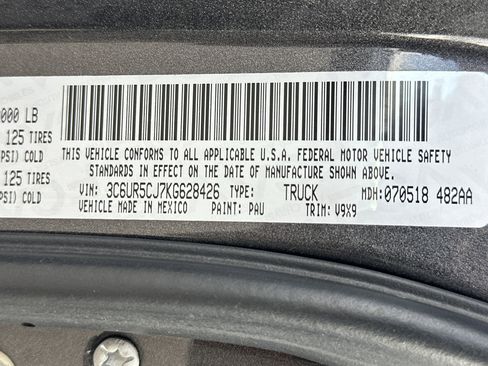 000 LB
125 TIRES
PSI) COLD
125 TIRES
PSI) COLD
THIS VEHICLE CONFORMS TO ALL APPLICABLE U.S.A. FEDERAL MOTOR VEHICLE SAFETY
STANDARDS IN EFFECT ON THE DATE OF MANUFACTURE SHOWN ABOVE.
VIN: 3C6UR5CJ7KG628426 TYPE: TRUCK MDH: 070518 482AA
VEHICLE MADE IN MEXICO PAINT: PAU TRIM: V9X9